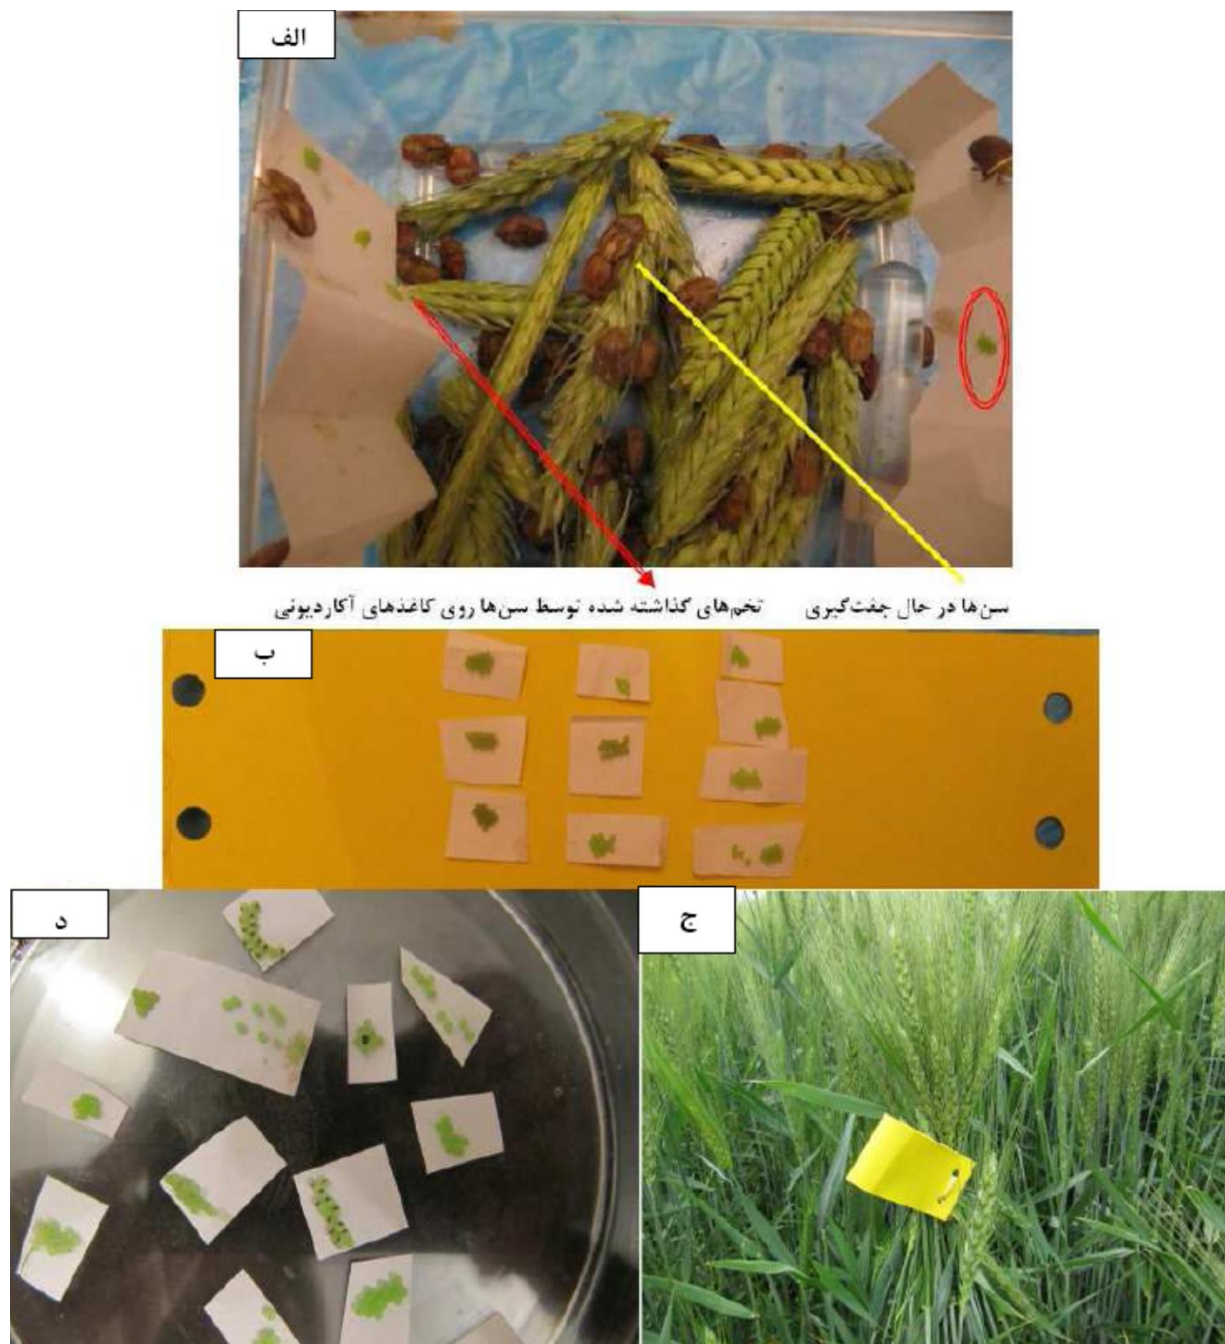 الف
سن‌ها در حال جفت‌گیری
تخم‌های گذاشته شده توسط سن‌ها روی کاغذهای آکاردیونی
ب
ج
د